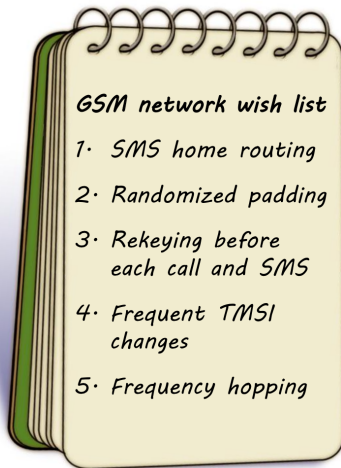 GSM network wish list
1. SMS home routing
2. Randomized padding
3. Rekeying before
each call and SMS
4. Frequent TMSI
changes
5. Frequency hopping